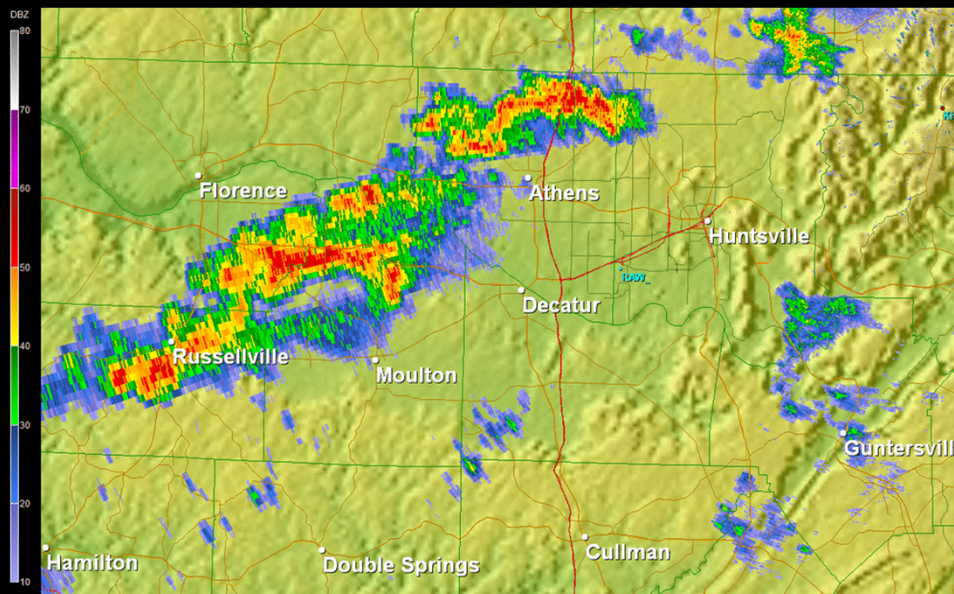 DBZ
80
70
60
50
40
30
20
10
Florence
Athens
Huntsville
RAW_
Decatur
Russellville
Moulton
Guntersvill
Hamilton
Double Springs
Cullman